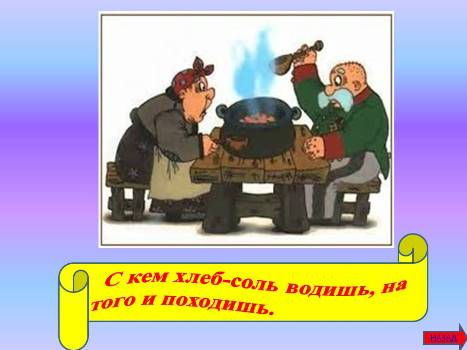 С кем хлеб-соль водишь, на
того и походишь.
НАЗАД